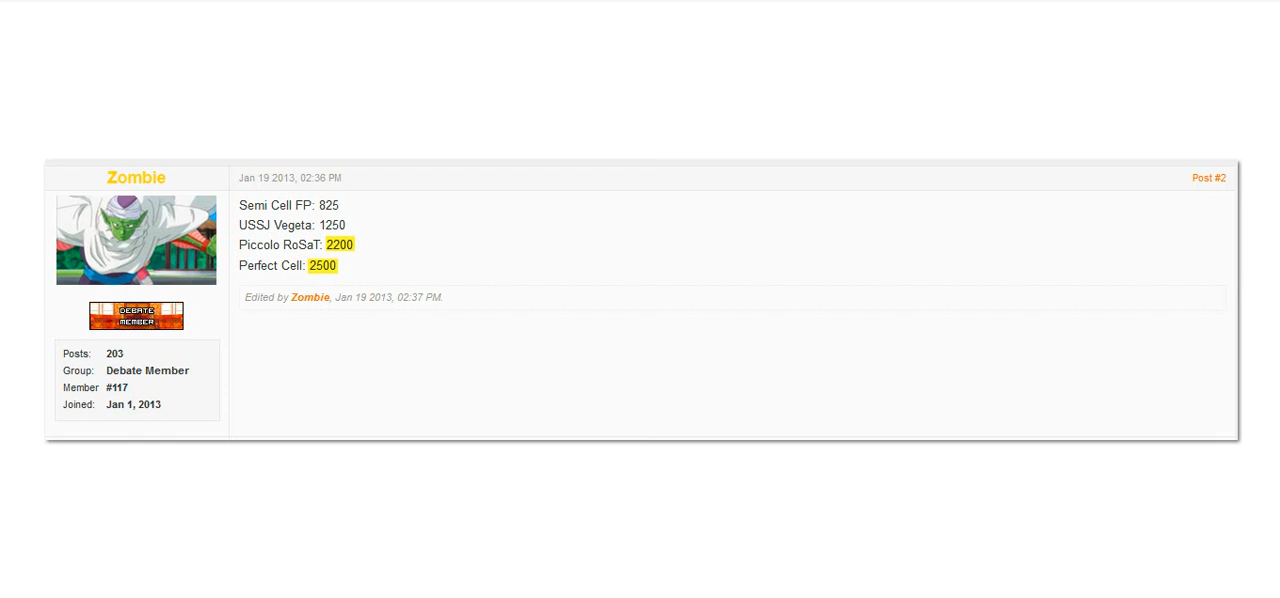 Zombie
Jan 19 2013, 02:36 PM
Post #2
Semi Cell FP: 825
USSJ Vegeta: 1250
Piccolo RoSaT: 2200
Perfect Cell: 2500
Edited by Zombie, Jan 19 2013, 02:37 PM.
DEBATE
MEMBER
Posts: 203
Group: Debate Member
Member #117
Joined: Jan 1, 2013